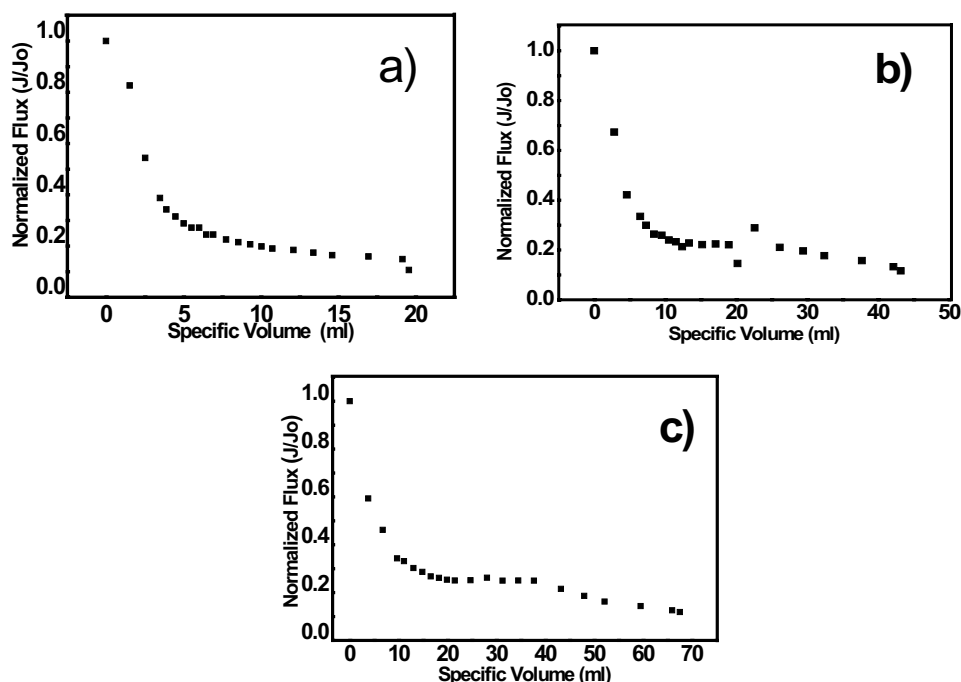 a)
Normalized Flux (J/Jo)
1.0
0.8
0.6
0.4
0.2
0.0
0 5 10 15 20
Specific Volume (ml)
b)
Normalized Flux (J/Jo)
1.0
0.8
0.6
0.4
0.2
0.0
0 10 20 30 40 50
Specific Volume (ml)
c)
Normalized Flux (J/Jo)
1.0
0.8
0.6
0.4
0.2
0.0
0 10 20 30 40 50 60 70
Specific Volume (ml)